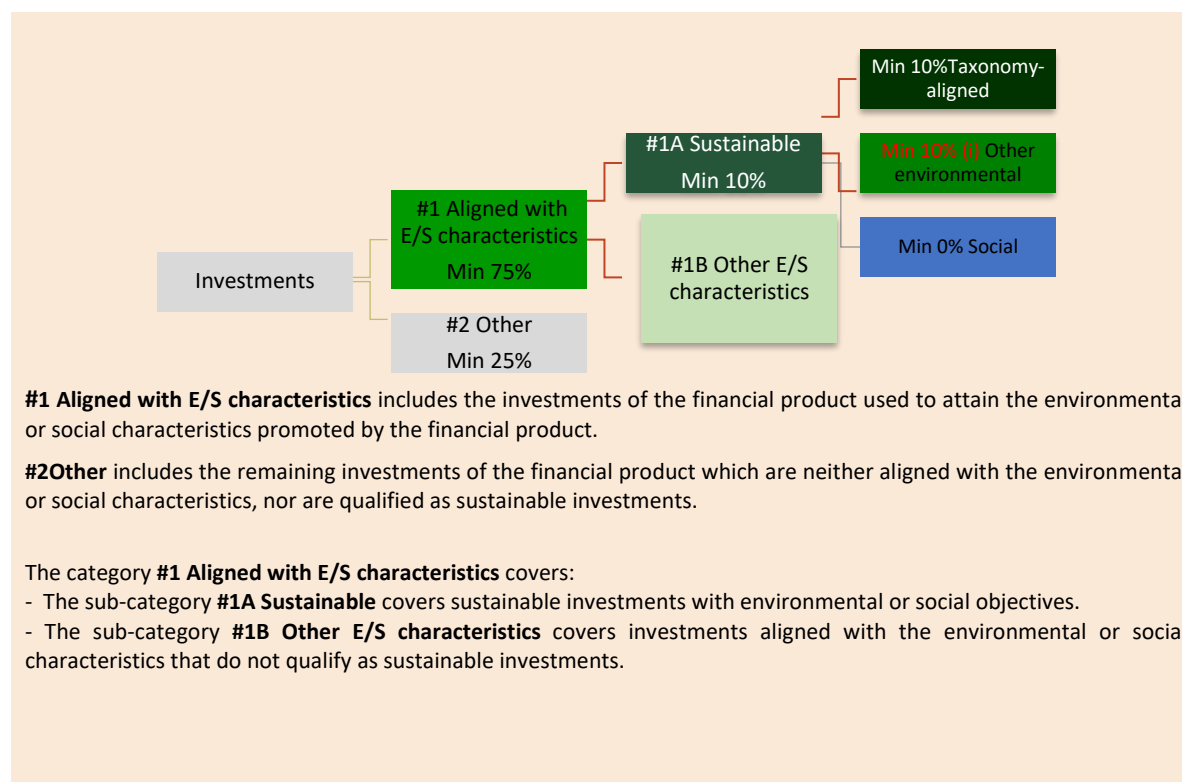 Min 10%Taxonomy-
aligned
#1A Sustainable
Min 10%
Min 10% (i) Other
environmental
#1 Aligned with
E/S characteristics
Min 75%
Min 0% Social
#1B Other E/S
characteristics
Investments
#2 Other
Min 25%
#1 Aligned with E/S characteristics includes the investments of the financial product used to attain the environmenta
or social characteristics promoted by the financial product.
#2Other includes the remaining investments of the financial product which are neither aligned with the environmenta
or social characteristics, nor are qualified as sustainable investments.
The category #1 Aligned with E/S characteristics covers:
- The sub-category #1A Sustainable covers sustainable investments with environmental or social objectives.
- The sub-category #1B Other E/S characteristics covers investments aligned with the environmental or socia
characteristics that do not qualify as sustainable investments.